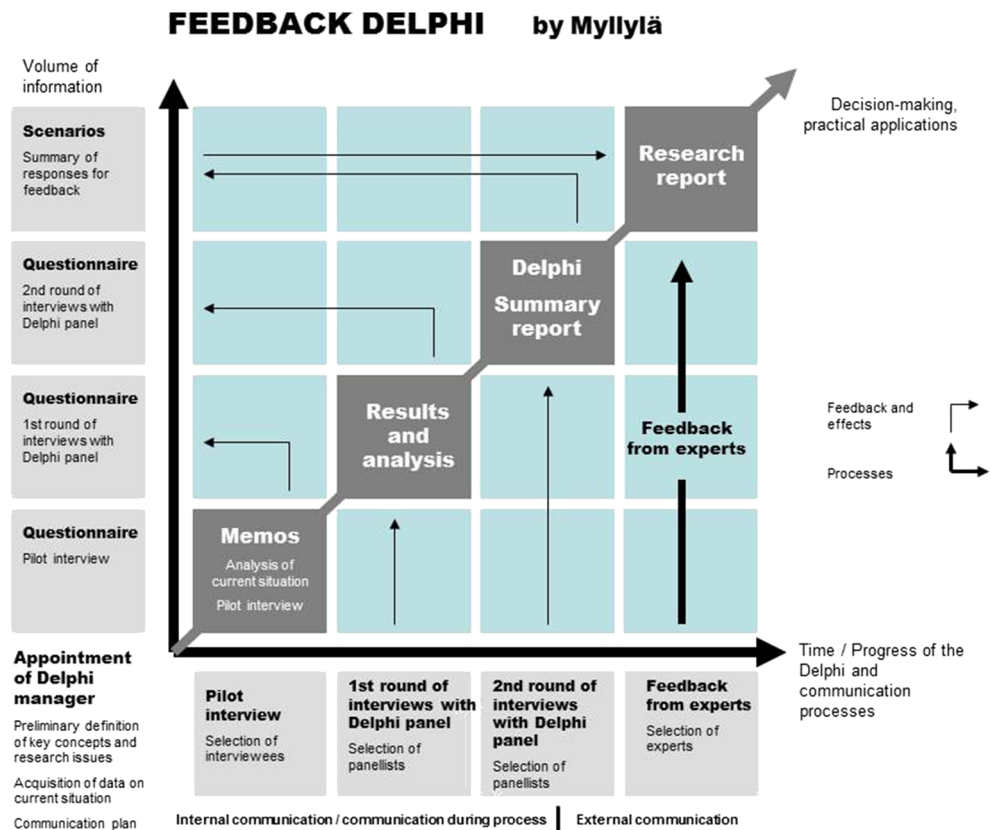 FEEDBACK DELPHI by Myllylä
Volume of
information
Scenarios
Summary of
responses for
feedback
Questionnaire
2nd round of
interviews with
Delphi panel
Questionnaire
1st round of
interviews with
Delphi panel
Questionnaire
Pilot interview
Appointment
of Delphi
manager
Preliminary definition
of key concepts and
research issues
Acquisition of data on
current situation
Communication plan
Research
report
Delphi
Summary
report
Results
and
analysis
Memos
Analysis of
current situation
Pilot interview
Feedback
from experts
Decision-making,
practical applications
Feedback and
effects
Processes
Time / Progress of the
Delphi and
communication
processes
Pilot
interview
Selection of
interviewees
1st round of
interviews with
Delphi panel
Selection of
panellists
2nd round of
interviews
with Delphi
panel
Selection of
panellists
Feedback
from experts
Selection of
experts
Internal communication / communication during process
External communication